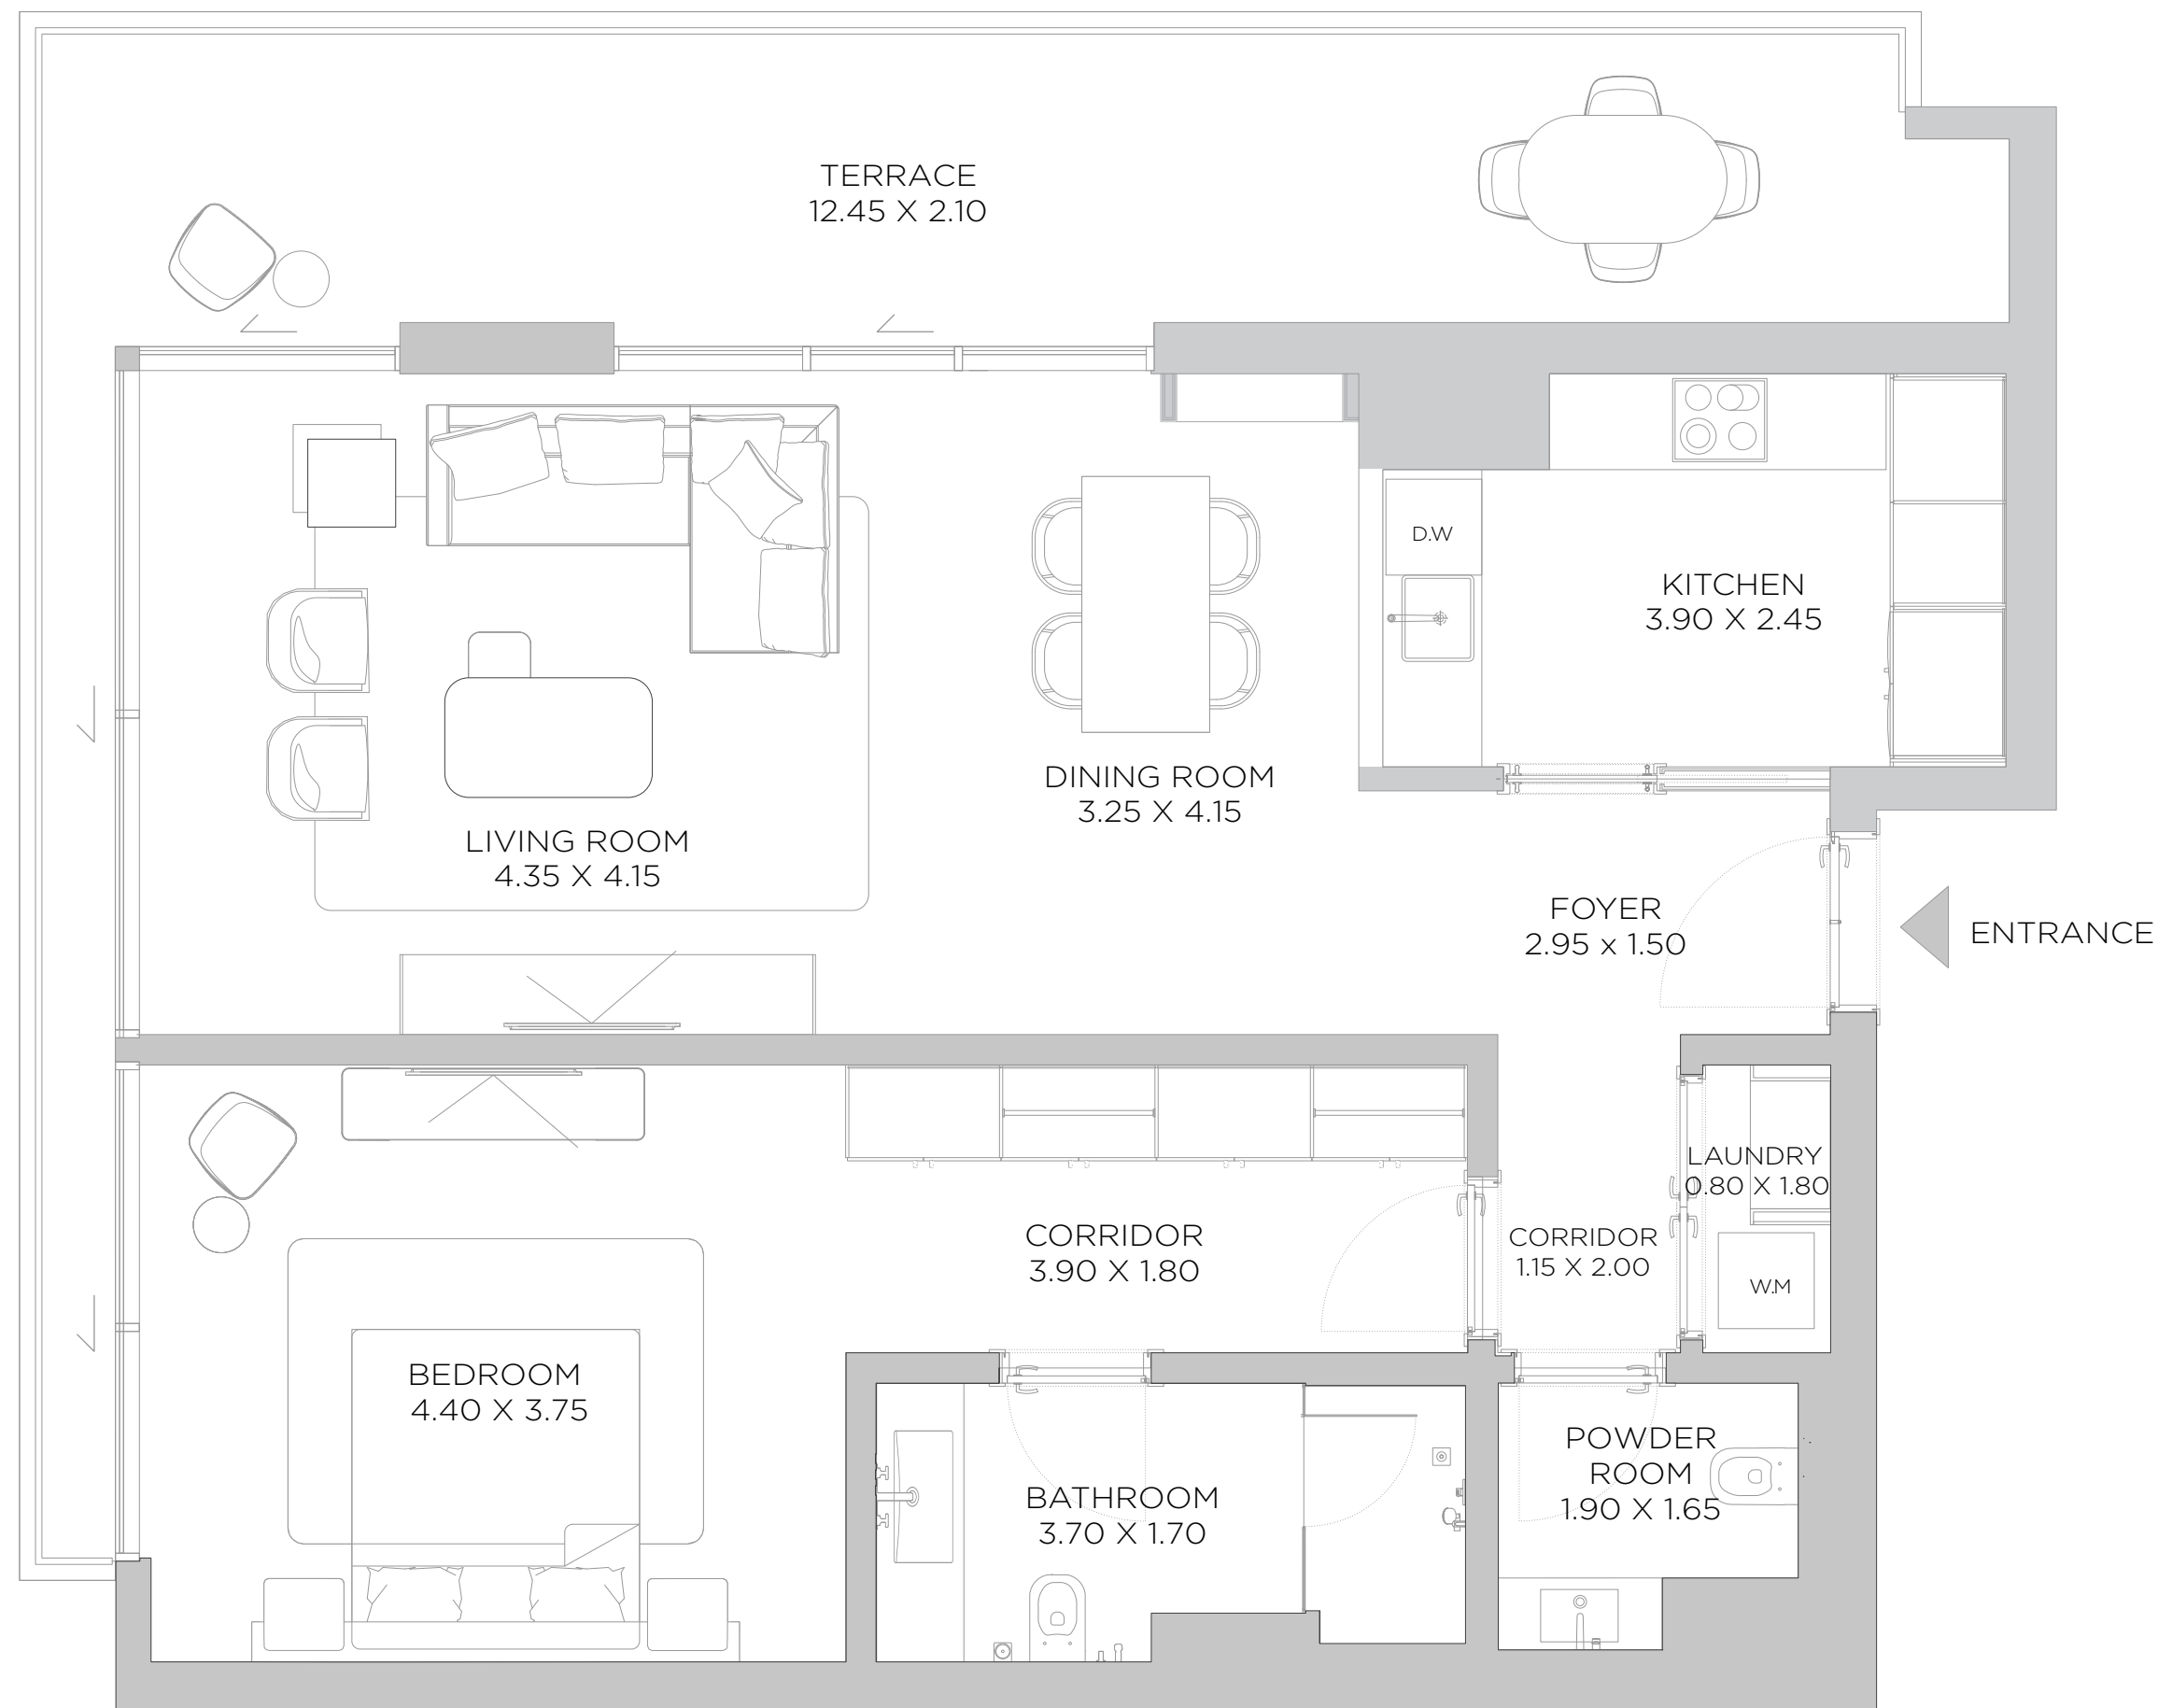 TERRACE
12.45 X 2.10
D.W
KITCHEN
3.90 X 2.45
DINING ROOM
3.25 X 4.15
LIVING ROOM
4.35 X 4.15
FOYER
2.95 x 1.50
ENTRANCE
LAUNDRY
0.80 X 1.80
CORRIDOR
3.90 X 1.80
CORRIDOR
1.15 X 2.00
W.M
BEDROOM
4.40 X 3.75
POWDER
ROOM
1.90 X 1.65
BATHROOM
3.70 X 1.70